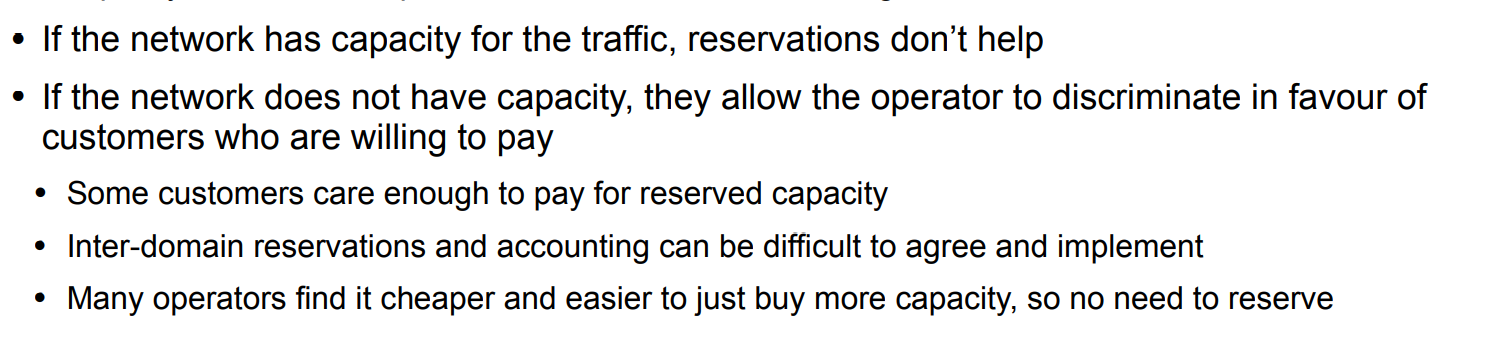 • If the network has capacity for the traffic, reservations don’t help
• If the network does not have capacity, they allow the operator to discriminate in favour of
customers who are willing to pay
• Some customers care enough to pay for reserved capacity
• Inter-domain reservations and accounting can be difficult to agree and implement
• Many operators find it cheaper and easier to just buy more capacity, so no need to reserve